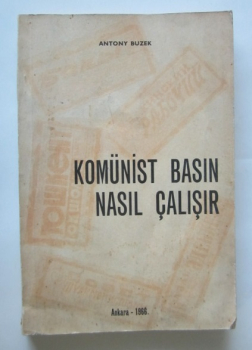 ANTONY BUZEK
KOMÜNİST BASIN
NASIL ÇALIŞIR
Ankara - 1966